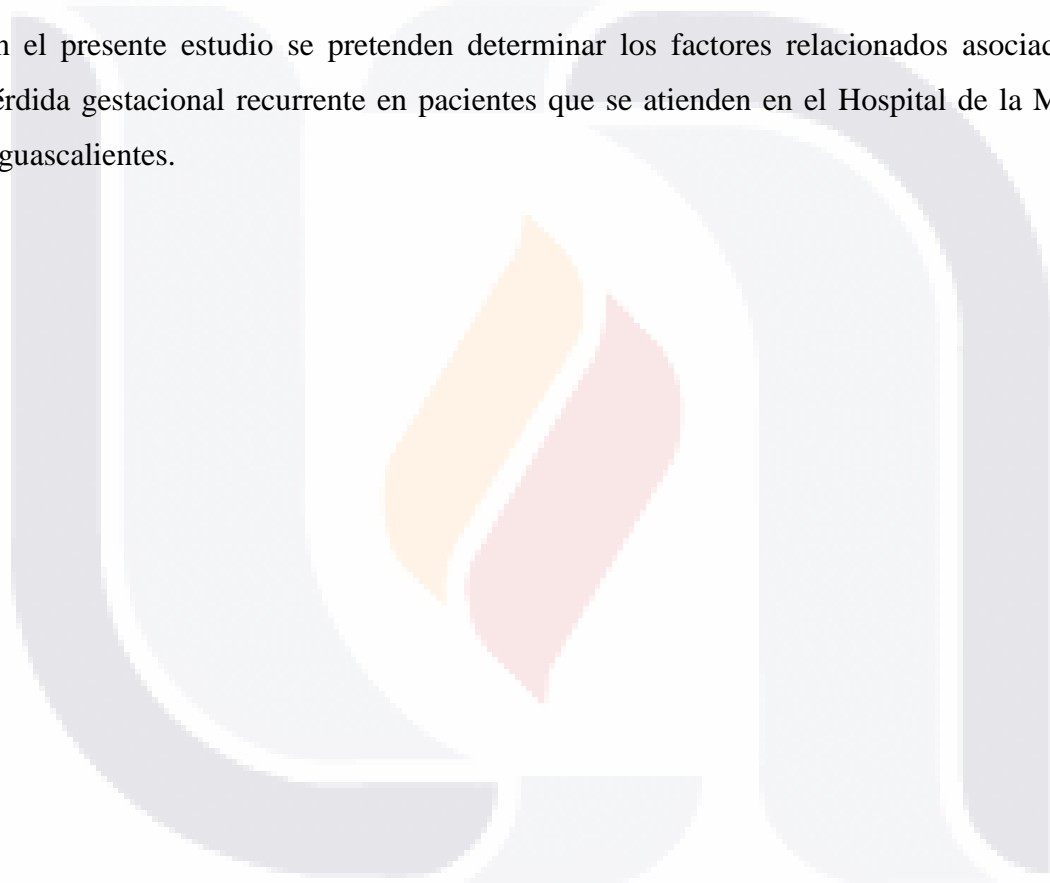 n el presente estudio se pretenden determinar los factores relacionados asociad
érdida gestacional recurrente en pacientes que se atienden en el Hospital de la M
guascalientes.